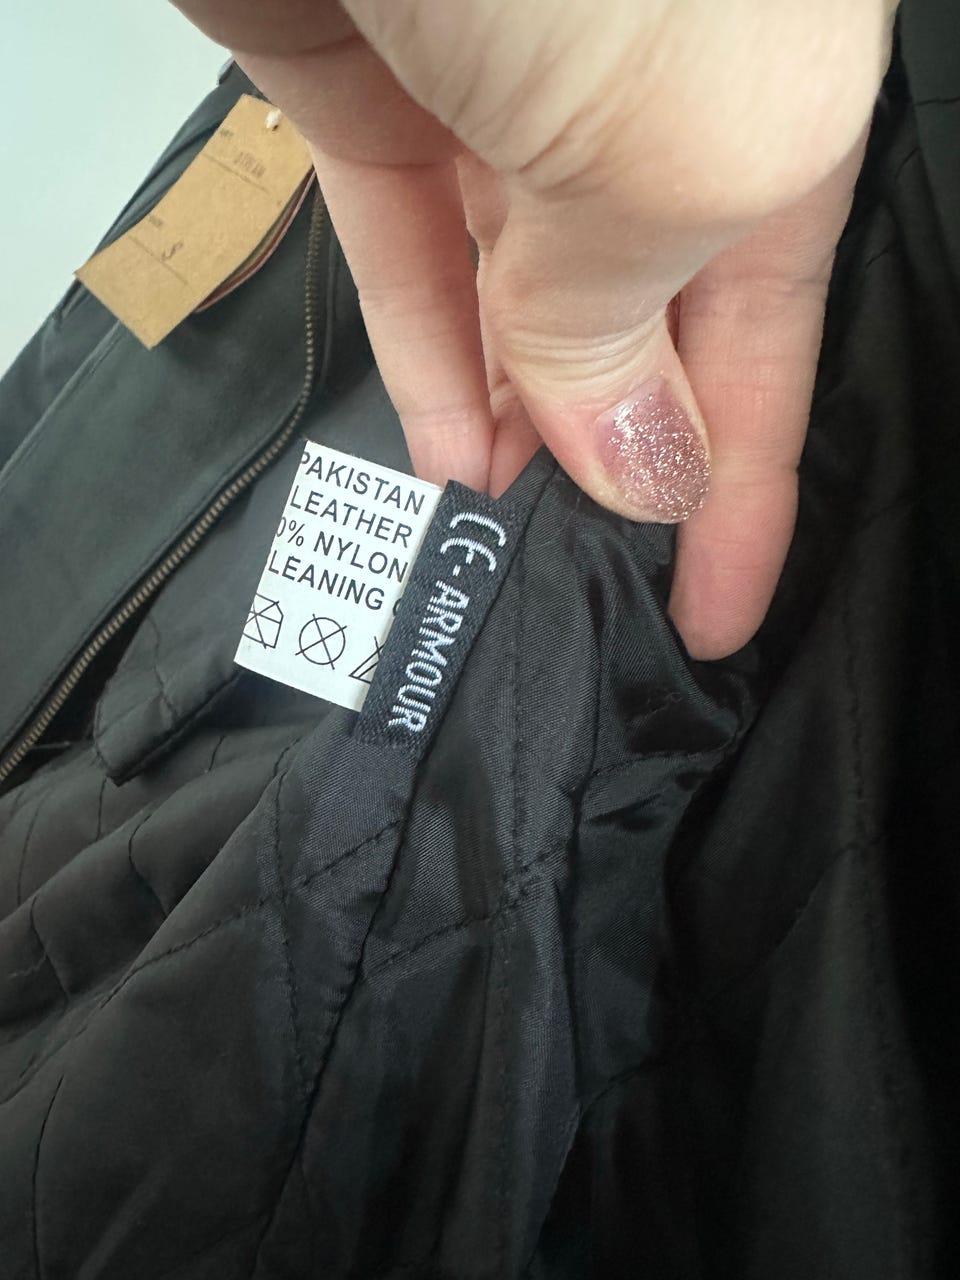 S
PAKISTAN
LEATHER
0% NYLON
LEANING
CE-ARMOUR